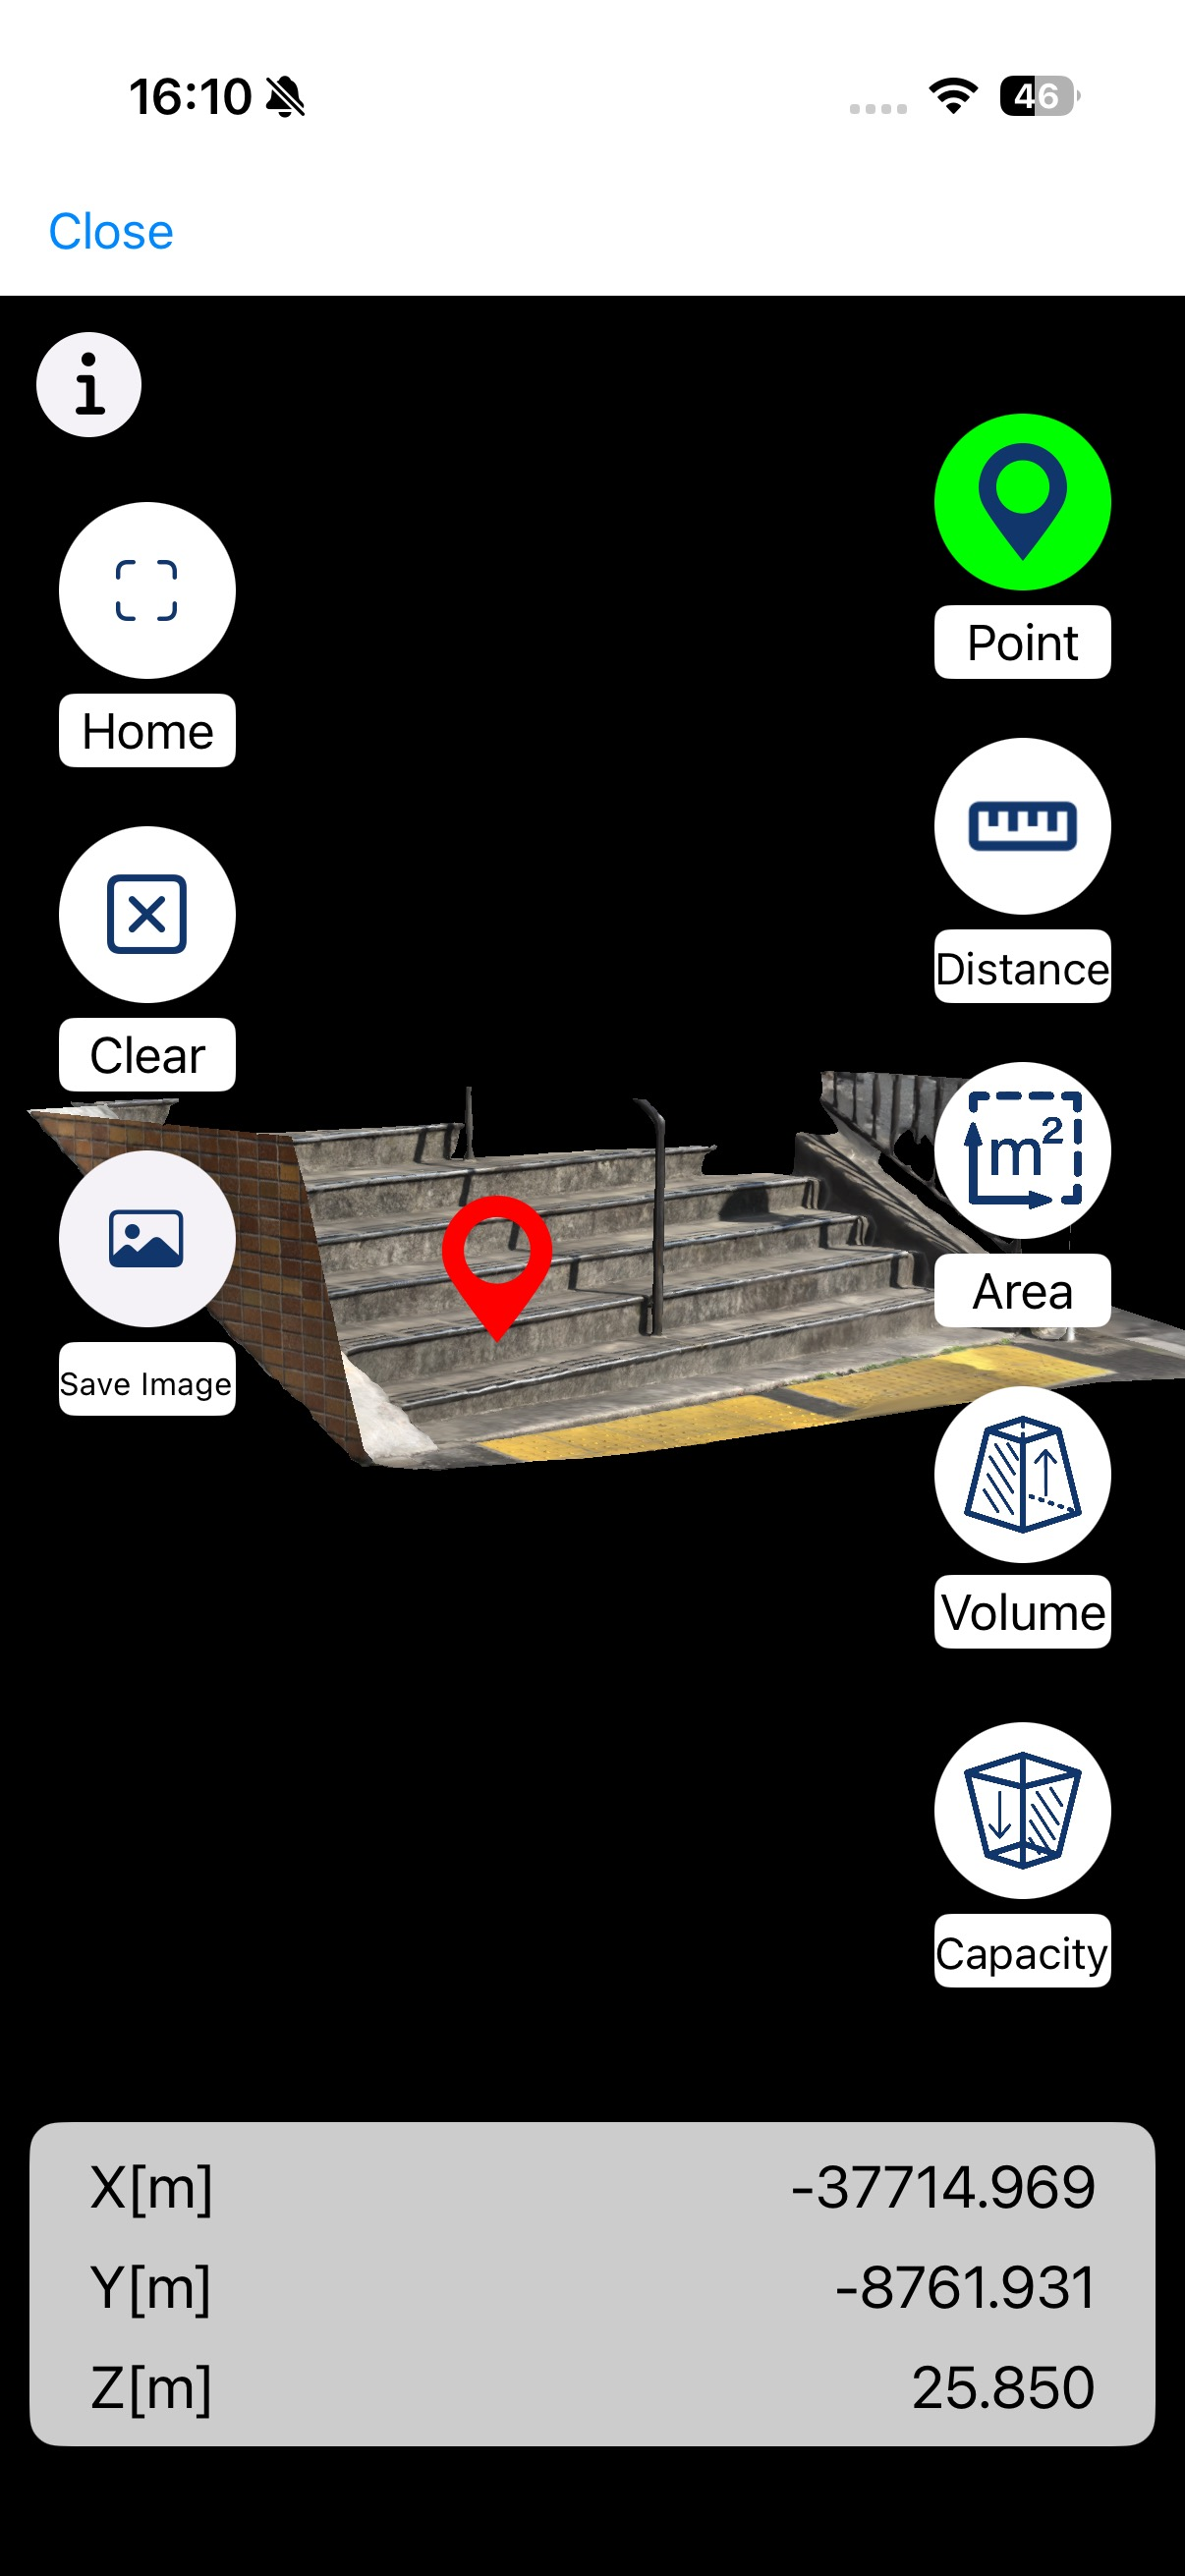 16:10
46
Close
Point
Home
Distance
Clear
m²
Area
Save Image
Volume
Capacity
X[m] -37714.969
Y[m] -8761.931
Z[m] 25.850